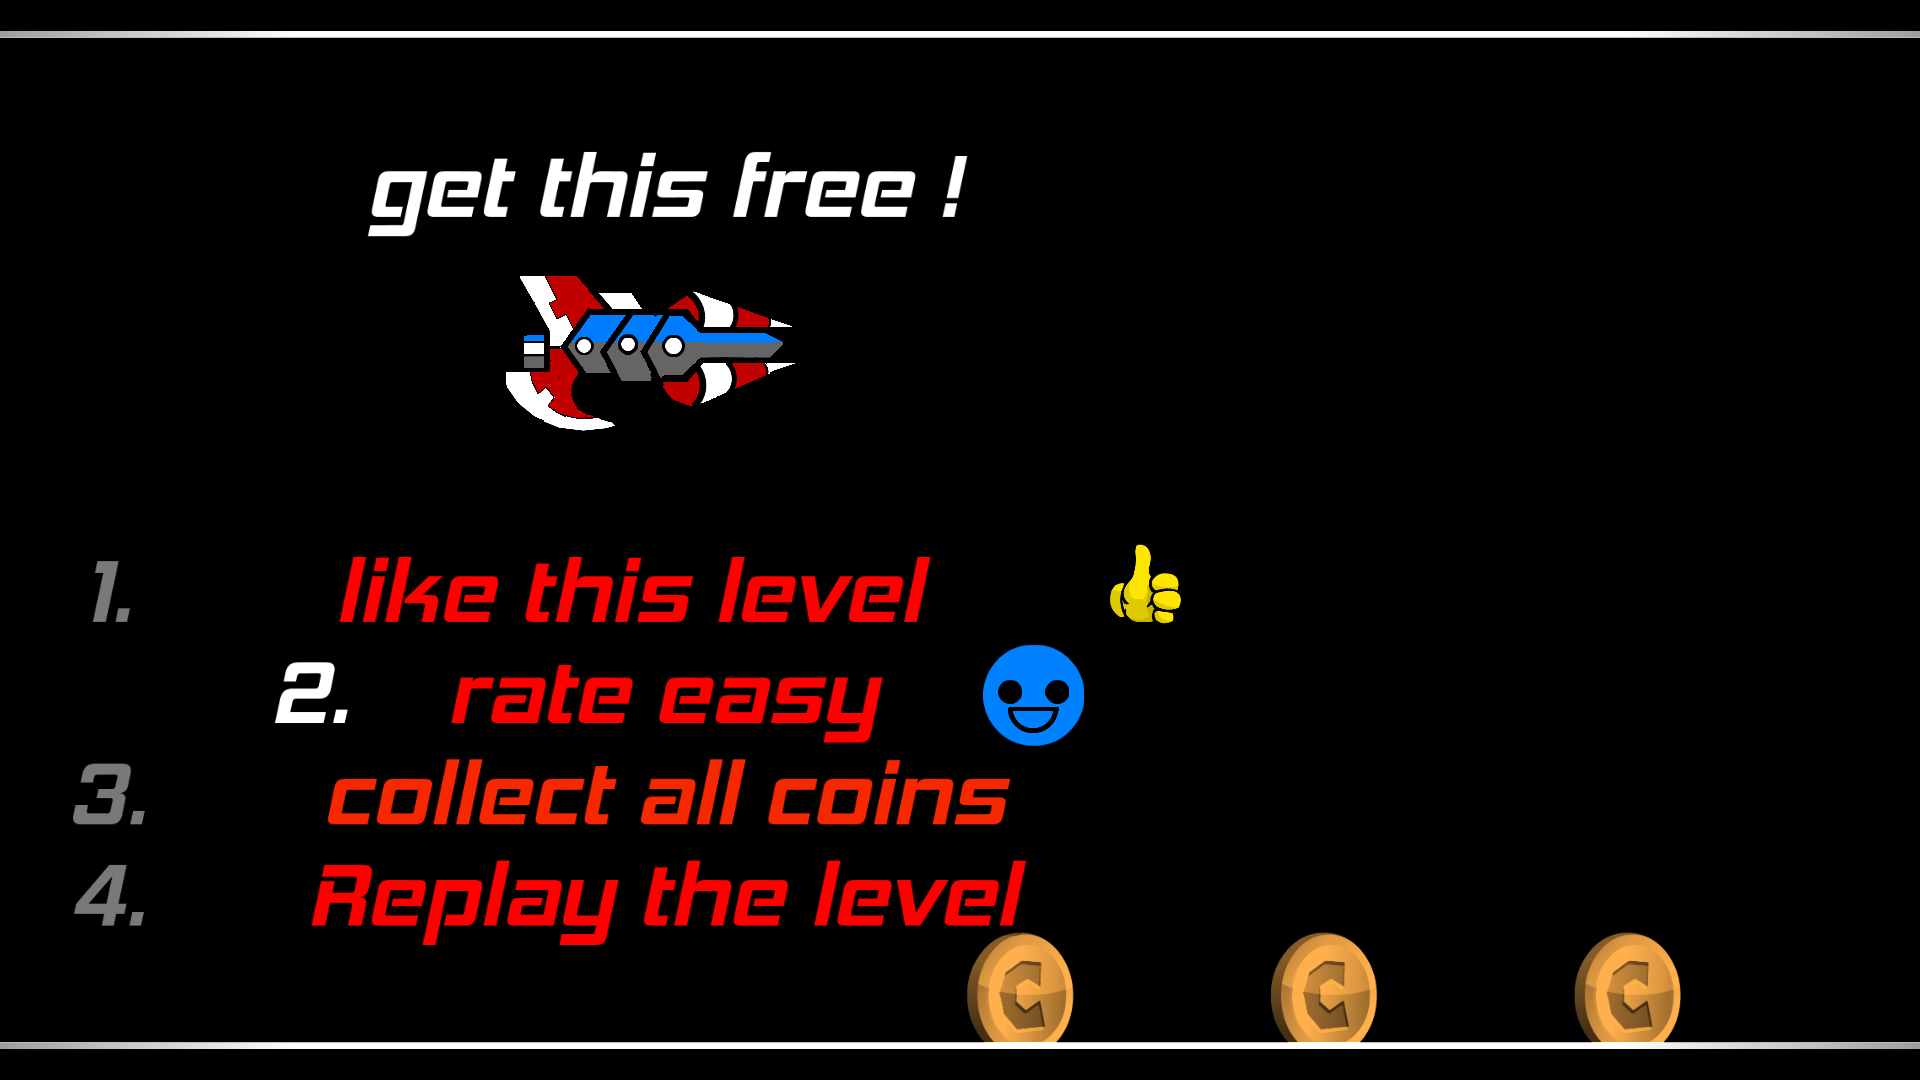 get this free !
1. like this level
2. rate easy
3. collect all coins
4. Replay the level